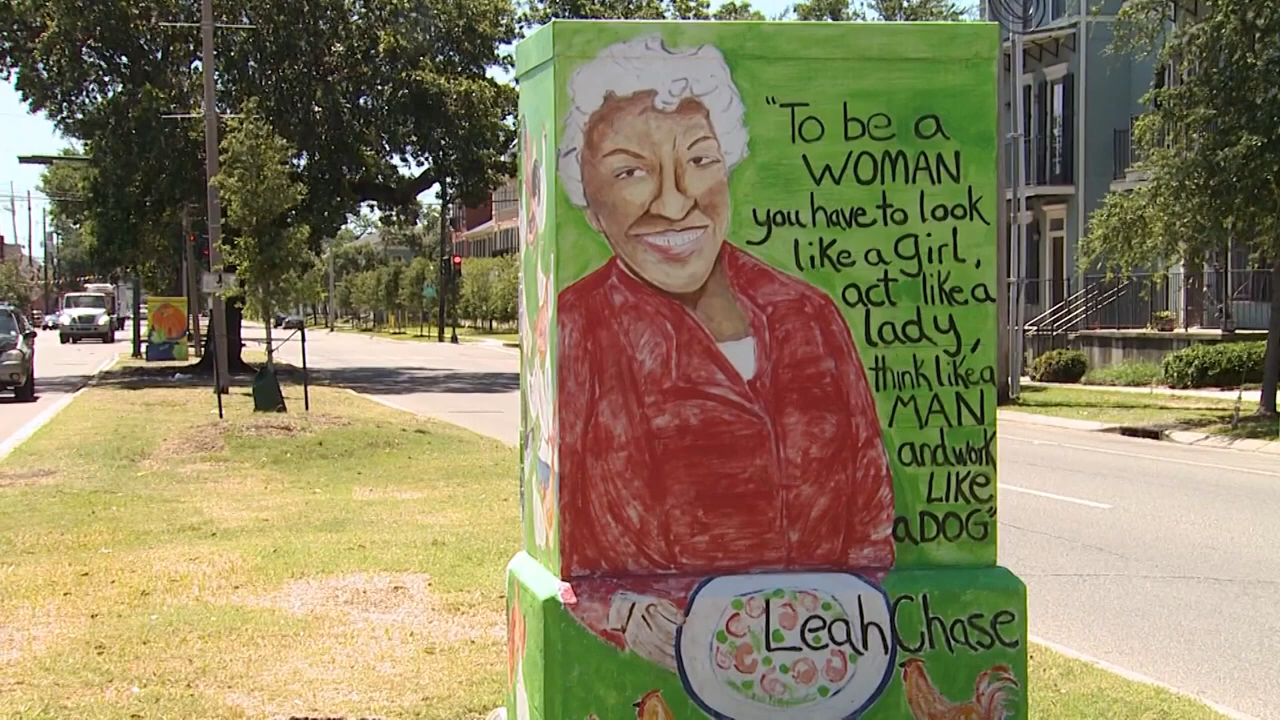 "To be a
WOMAN
you have to look
like a girl,
act like a
lady,
think like a
MAN
and work
LIKE
a DOG"
Leah Chase